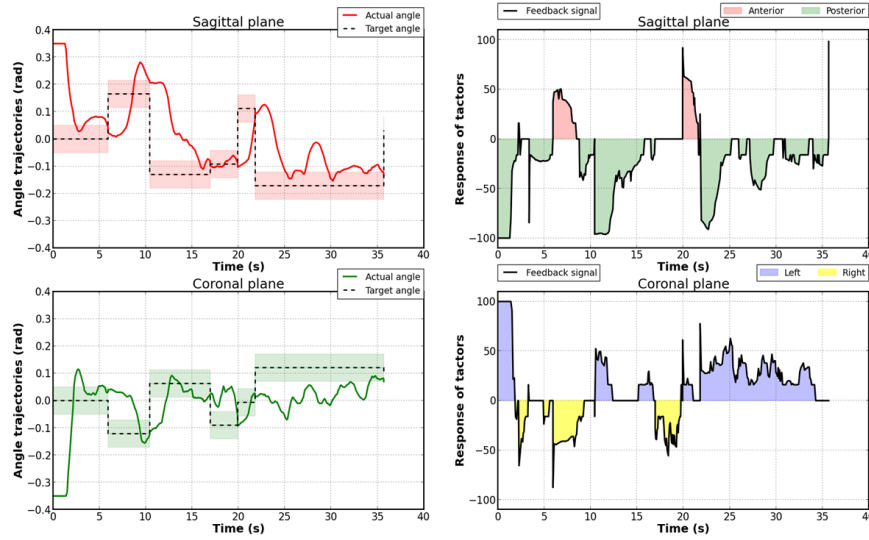 Sagittal plane
Actual angle
Target angle
Angle trajectories (rad)
0.4
0.3
0.2
0.1
0.0
−0.1
−0.2
−0.3
−0.4
0 5 10 15 20 25 30 35 40
Time (s)
Feedback signal
Anterior
Posterior
Sagittal plane
Response of tactors
100
50
0
−50
−100
0 5 10 15 20 25 30 35 40
Time (s)
Coronal plane
Actual angle
Target angle
Angle trajectories (rad)
0.4
0.3
0.2
0.1
0.0
−0.1
−0.2
−0.3
−0.4
0 5 10 15 20 25 30 35 40
Time (s)
Feedback signal
Left
Right
Coronal plane
Response of tactors
100
50
0
−50
−100
0 5 10 15 20 25 30 35 40
Time (s)